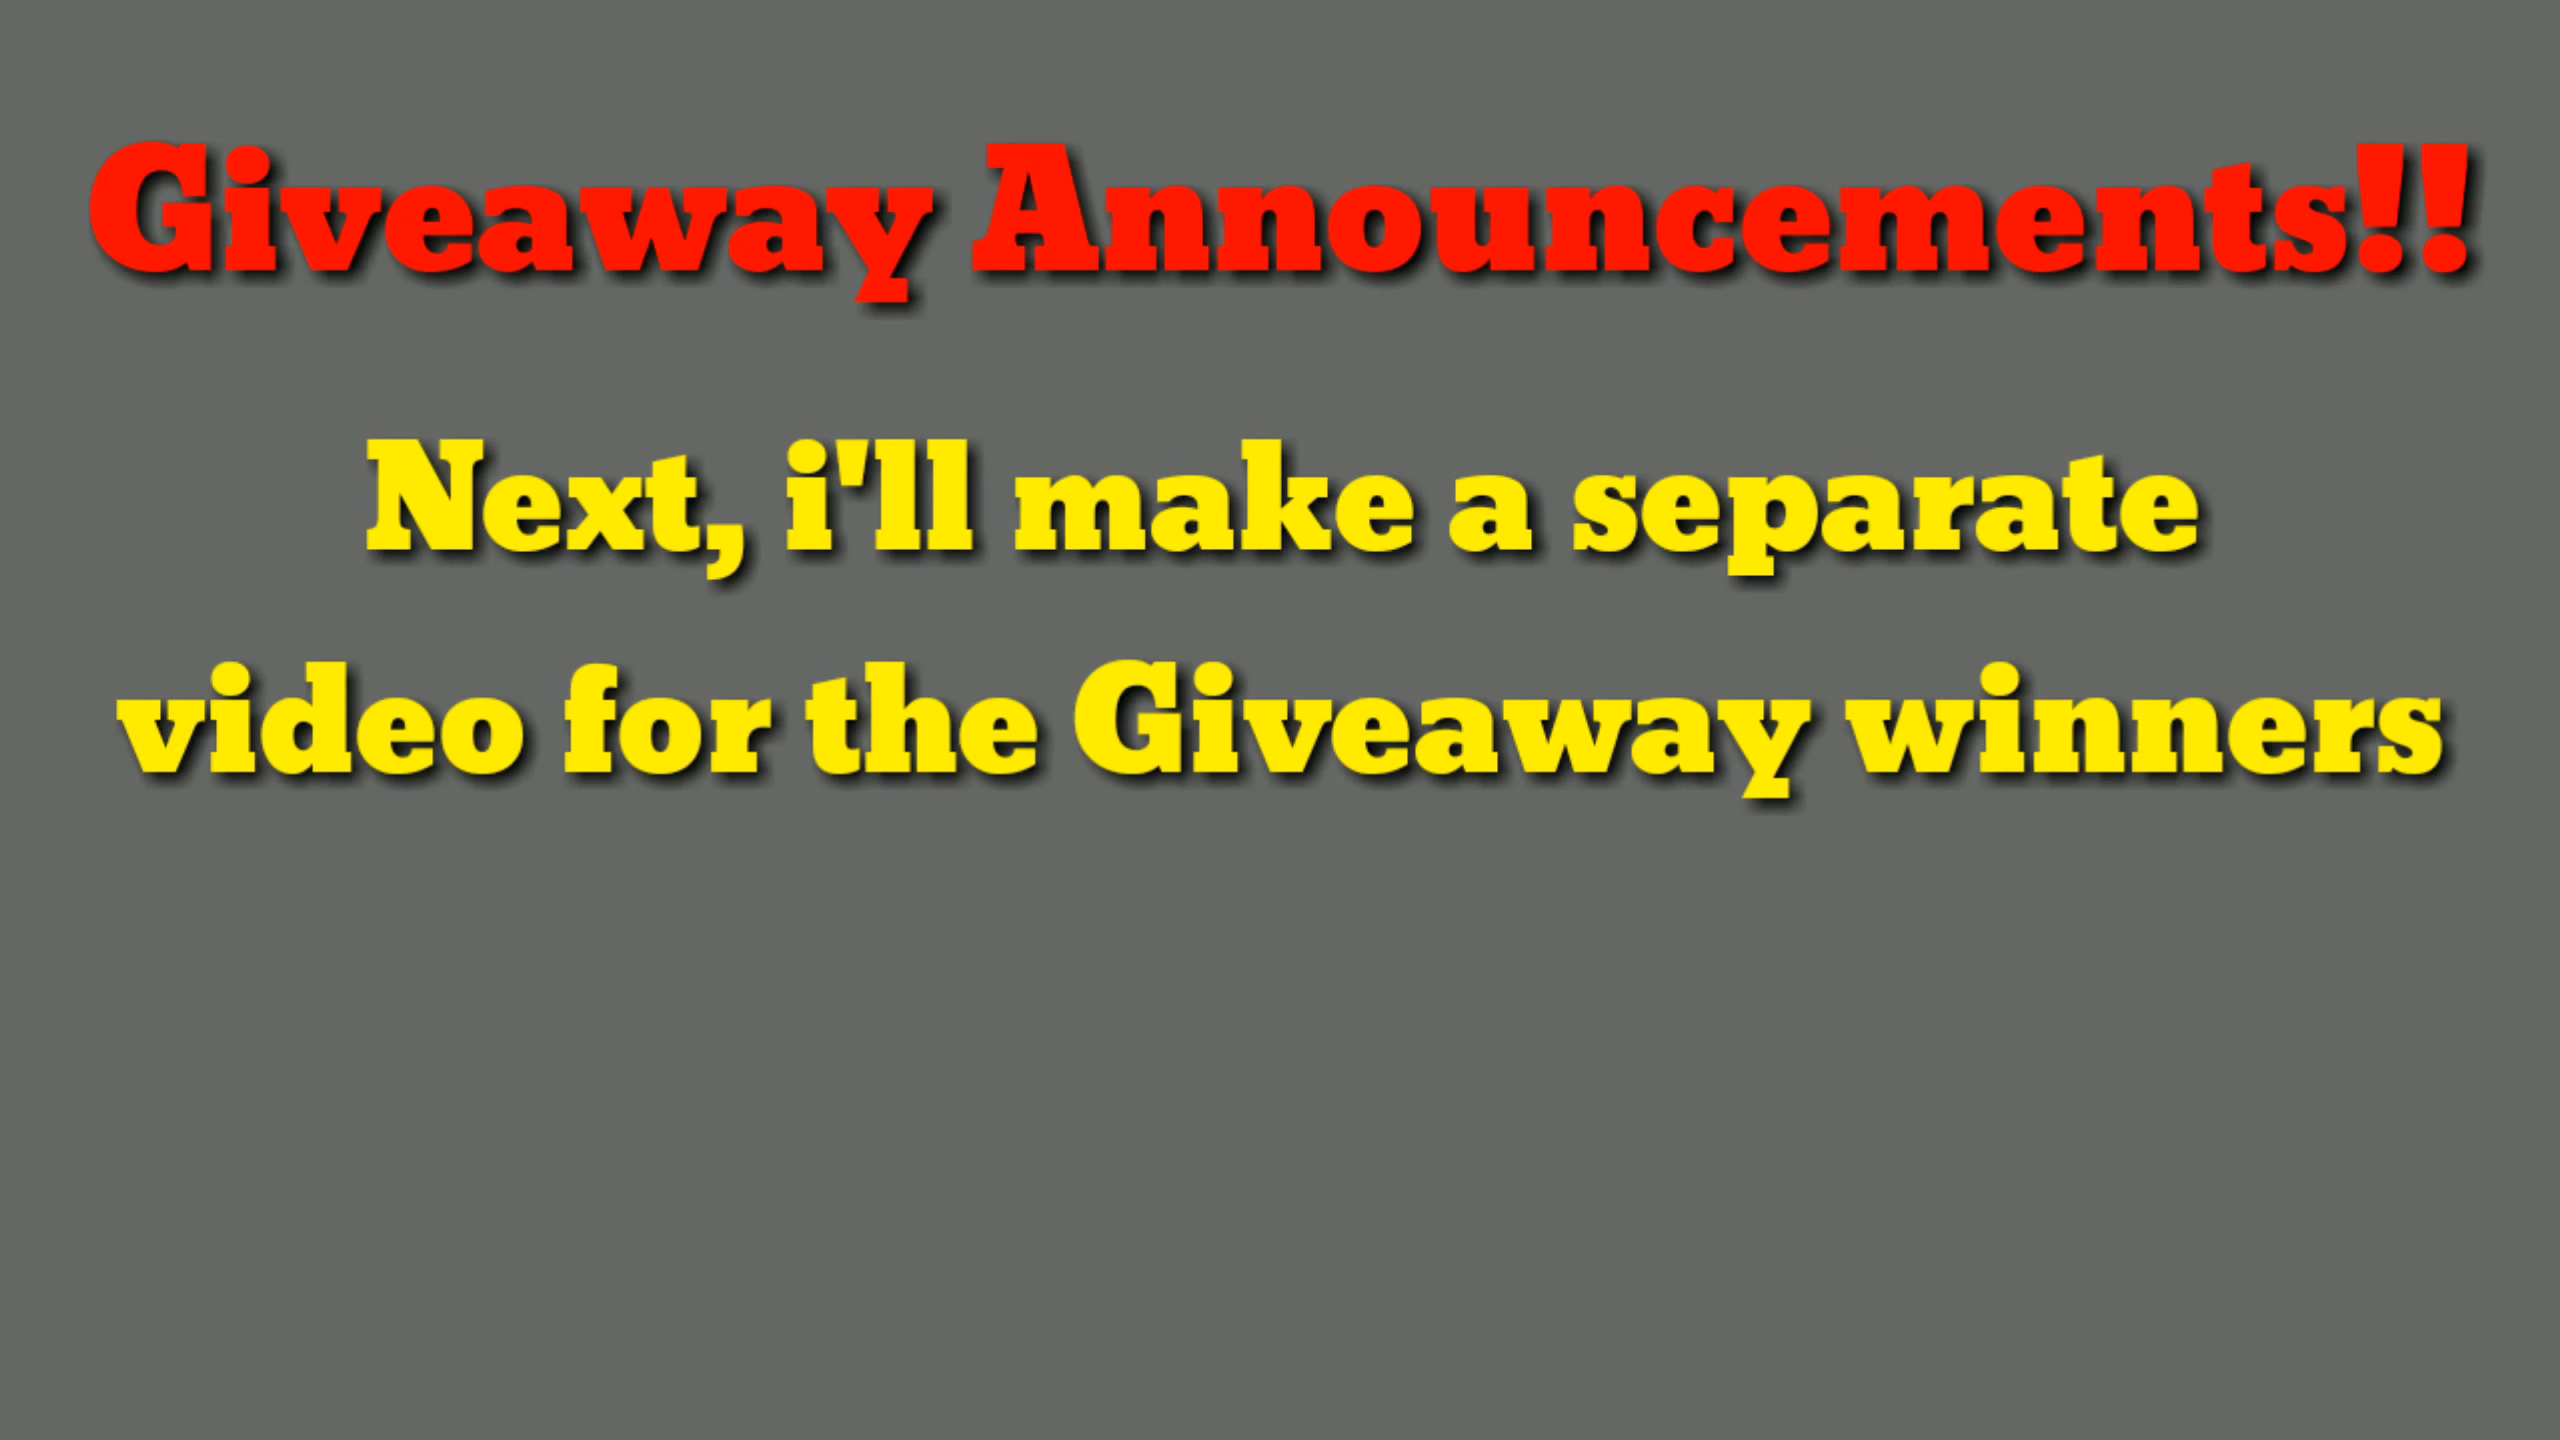 Giveaway Announcements!!
Next, i'll make a separate
video for the Giveaway winners